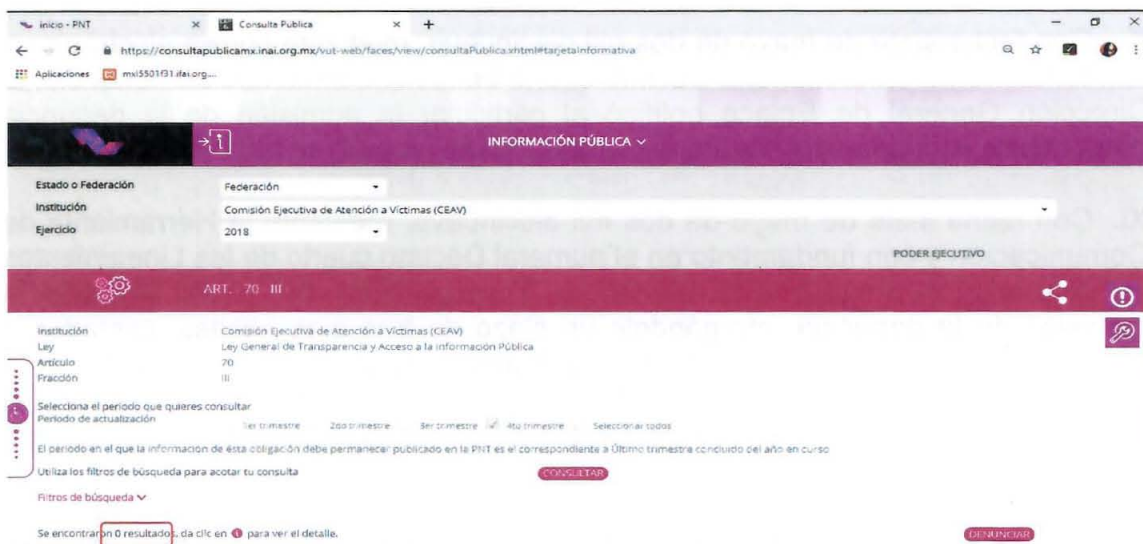 Inicio - PNT
Consulta Pública
https://consultapublicamx.inai.org.mx/vut-web/faces/view/consultaPublica.xhtml#tarjetaInformativa
Aplicaciones mxl5501f31.ifai.org....
INFORMACIÓN PÚBLICA
Estado o Federación Federación
Institución Comisión Ejecutiva de Atención a Víctimas (CEAV)
Ejercicio 2018
PODER EJECUTIVO
ART. - 70 - III
Institución Comisión Ejecutiva de Atención a Víctimas (CEAV)
Ley Ley General de Transparencia y Acceso a la Información Pública
Artículo 70
Fracción III
Selecciona el periodo que quieres consultar
Periodo de actualización 1er trimestre 2do trimestre 3er trimestre 4to trimestre Seleccionar todos
El periodo en el que la información de ésta obligación debe permanecer publicado en la PNT es el correspondiente a Último trimestre concluido del año en curso
Utiliza los filtros de búsqueda para acotar tu consulta CONSULTAR
Filtros de búsqueda
Se encontraron 0 resultados, da clic en para ver el detalle. DENUNCIAR